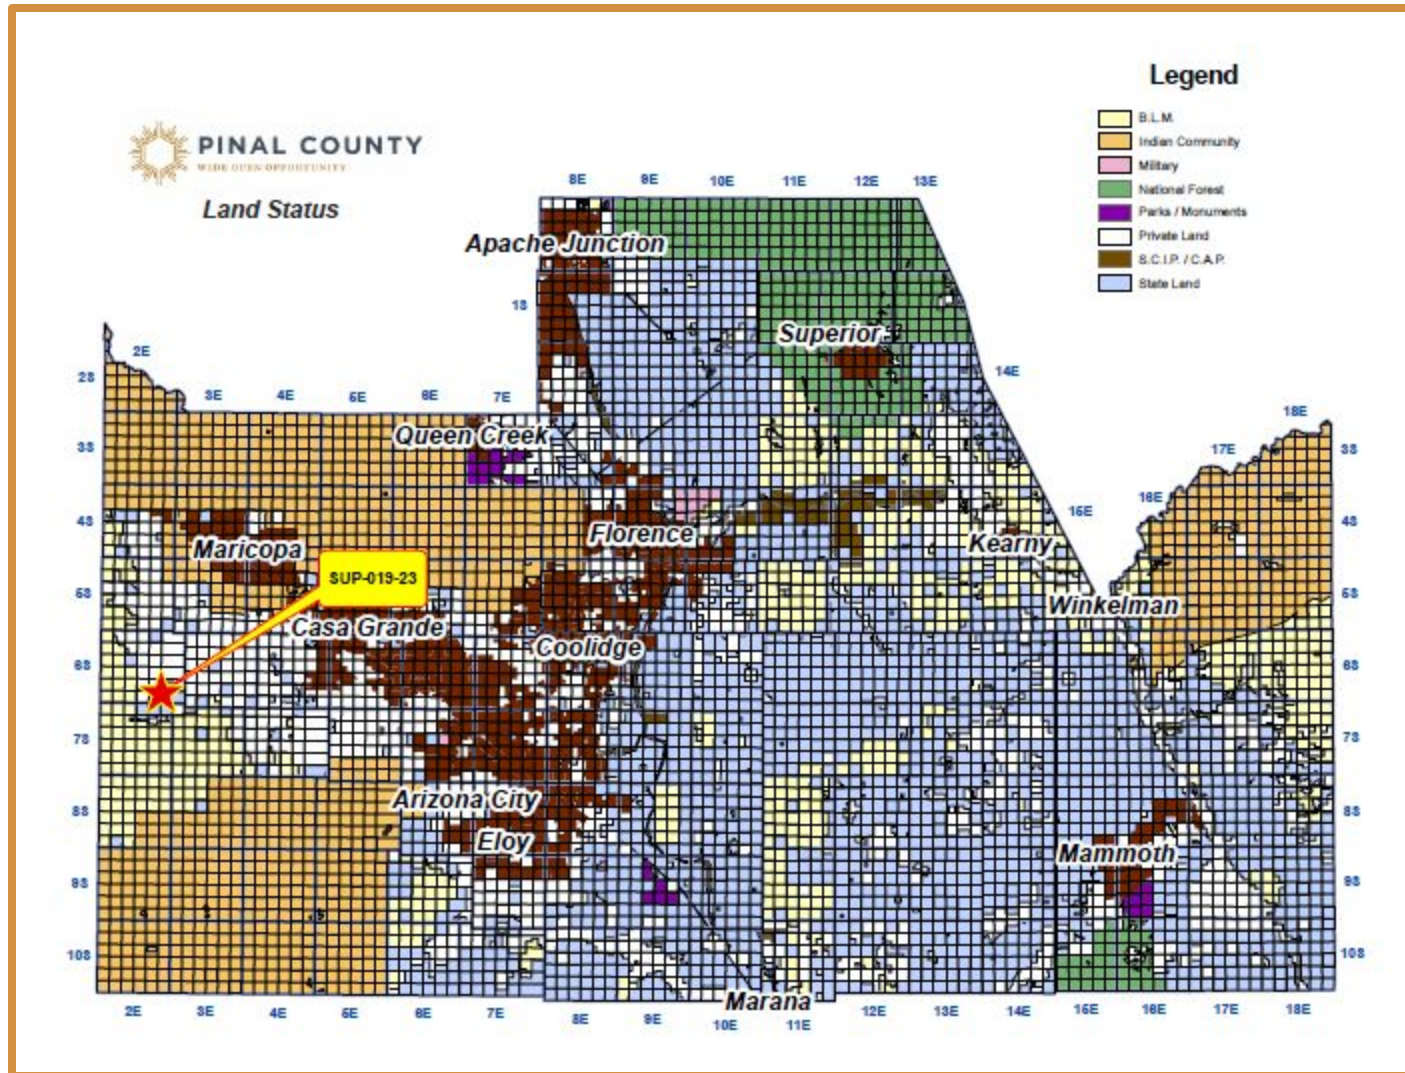 Legend
B.L.M.
Indian Community
Military
National Forest
Parks / Monuments
Private Land
S.C.I.P. / C.A.P.
State Land
PINAL COUNTY
WIDE OPEN OPPORTUNITY
Land Status
8E 9E 10E 11E 12E 13E
Apache Junction
1S
Superior
2E
2S
14E
3E 4E 5E 6E 7E
18E
Queen Creek
3S
17E
3S
16E
15E
4S
Florence
4S
Maricopa
Kearny
SUP-019-23
5S
Winkelman
5S
Casa Grande
Coolidge
6S
6S
7S
7S
Arizona City
8S
8S
Eloy
Mammoth
9S
9S
10S
10S
Marana
2E 3E 4E 5E 6E 7E 8E 9E 10E 11E 12E 13E 14E 15E 16E 17E 18E